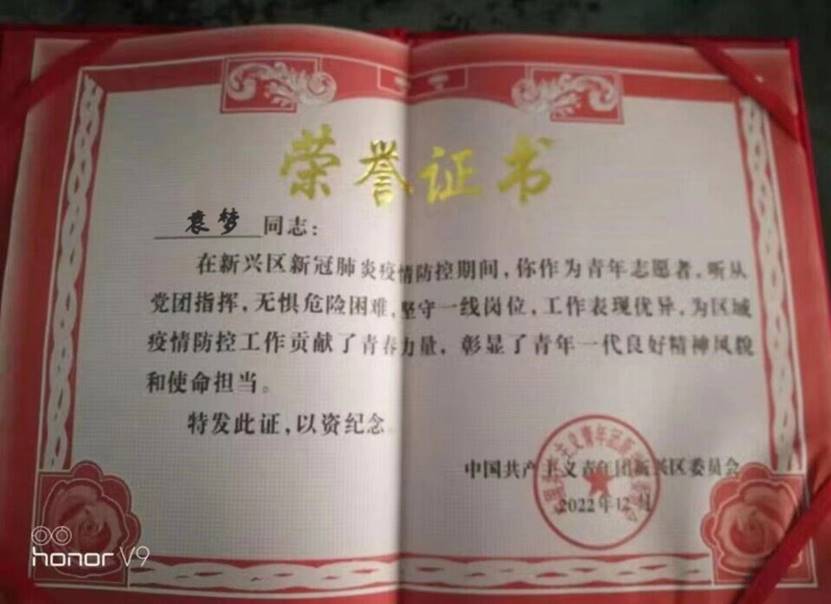 荣誉证书
袁梦 同志：
在新兴区新冠肺炎疫情防控期间，你作为青年志愿者，听从
党团指挥，无惧危险困难，坚守一线岗位，工作表现优异，为区域
疫情防控工作贡献了青春力量，彰显了青年一代良好精神风貌
和使命担当。
特发此证，以资纪念
中国共产主义青年团新兴区委员会
2022年12月
honor V9